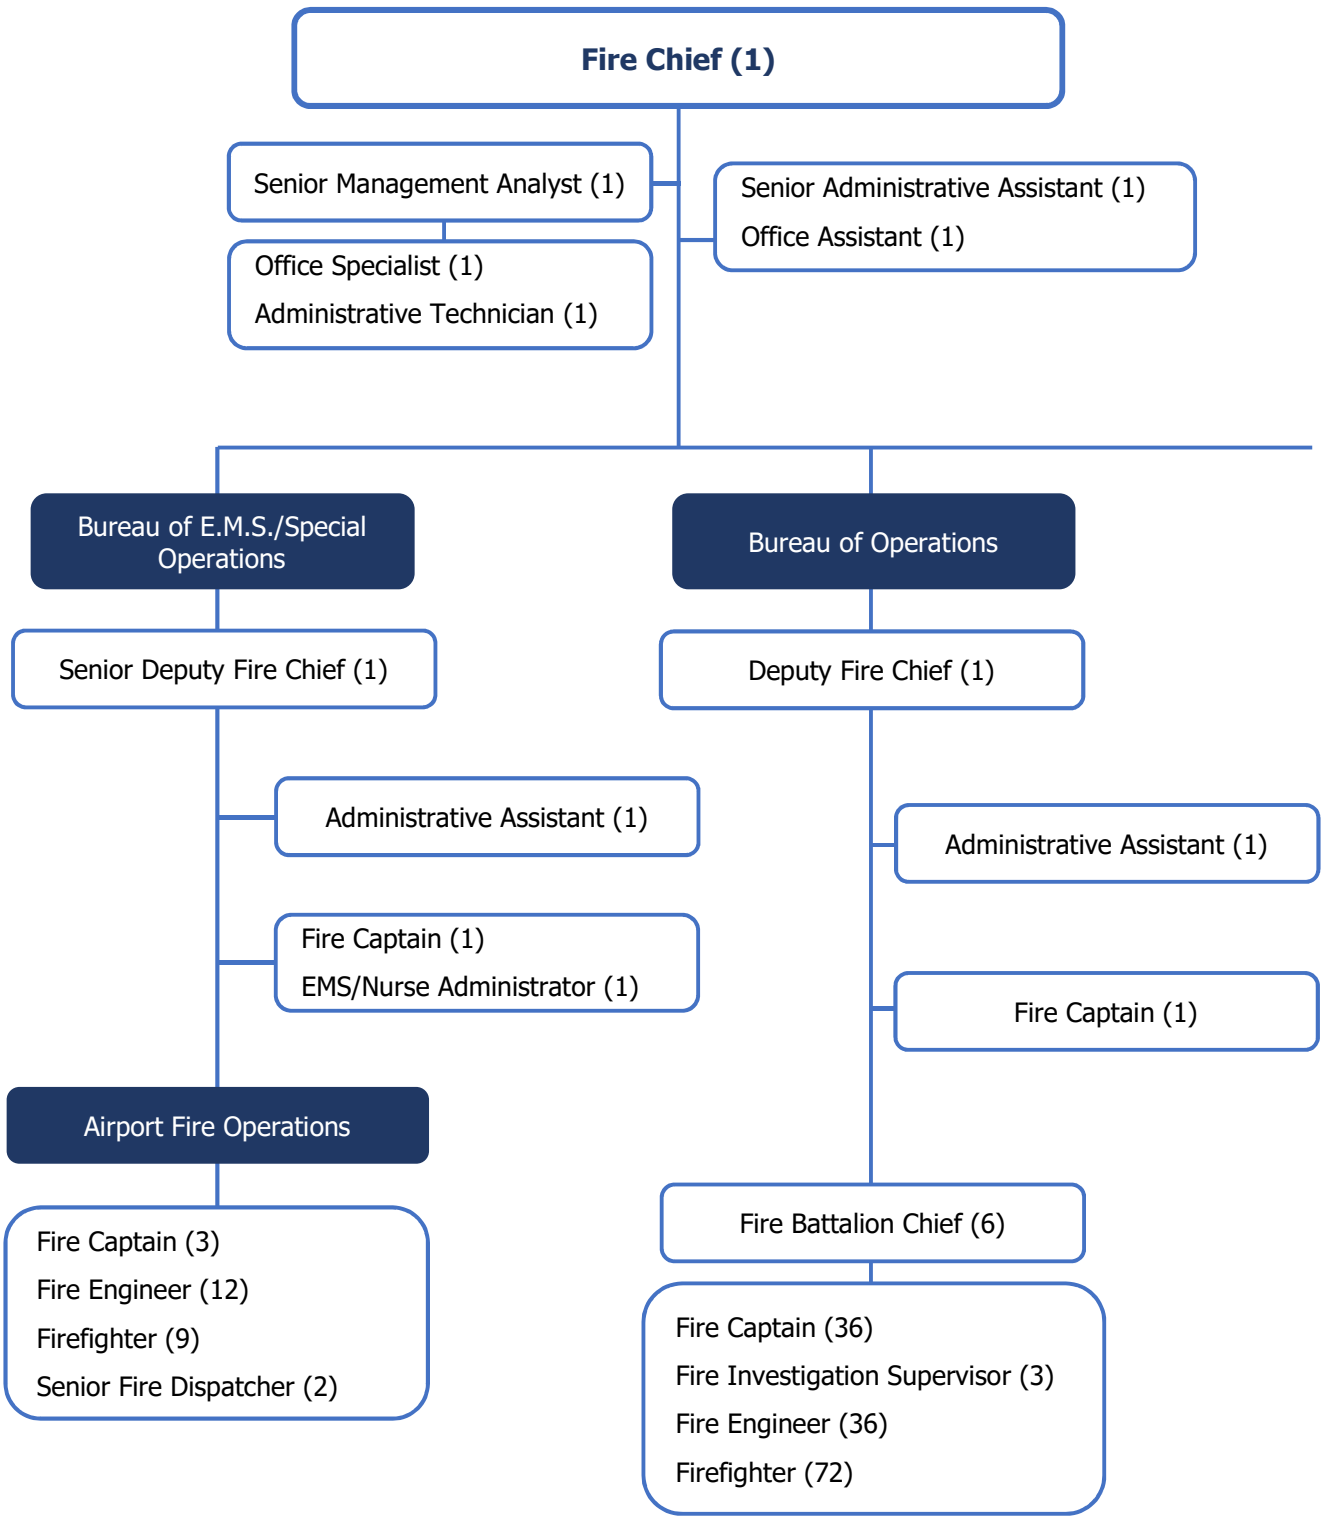 Fire Chief (1)
Senior Management Analyst (1)
Senior Administrative Assistant (1)
Office Assistant (1)
Office Specialist (1)
Administrative Technician (1)
Bureau of E.M.S./Special
Operations
Senior Deputy Fire Chief (1)
Administrative Assistant (1)
Fire Captain (1)
EMS/Nurse Administrator (1)
Airport Fire Operations
Fire Captain (3)
Fire Engineer (12)
Firefighter (9)
Senior Fire Dispatcher (2)
Bureau of Operations
Deputy Fire Chief (1)
Administrative Assistant (1)
Fire Captain (1)
Fire Battalion Chief (6)
Fire Captain (36)
Fire Investigation Supervisor (3)
Fire Engineer (36)
Firefighter (72)